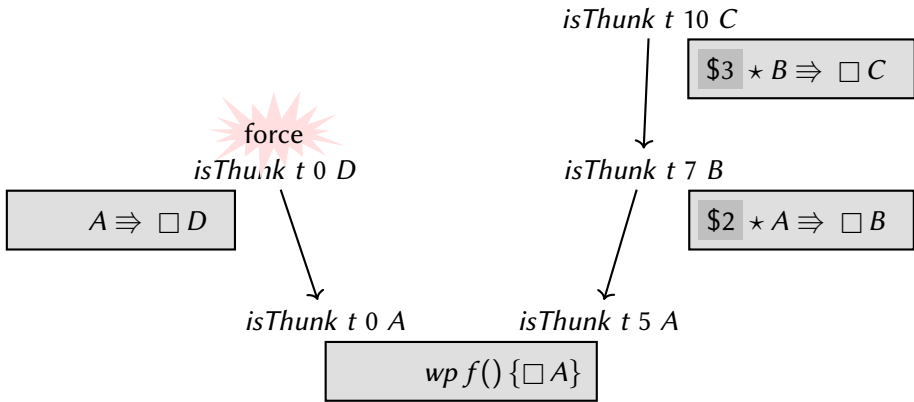 isThunk t 10 C
$3 ⋆ B ⇛ □ C
force
isThunk t 0 D
isThunk t 7 B
A ⇛ □ D
$2 ⋆ A ⇛ □ B
isThunk t 0 A
isThunk t 5 A
wp f() {□ A}